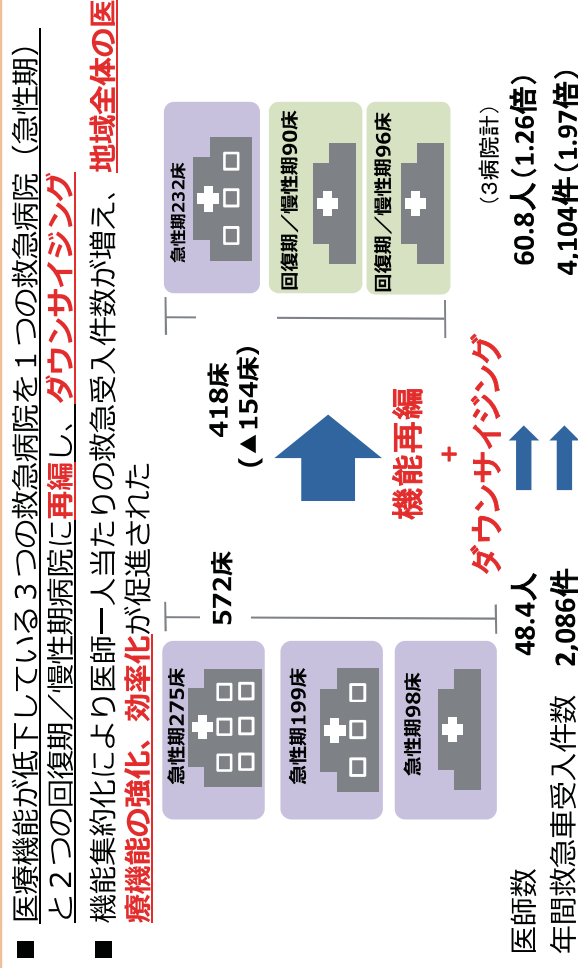 ■ 医療機能が低下している３つの救急病院を１つの救急病院（急性期）
と２つの回復期／慢性期病院に再編し、ダウンサイジング
■ 機能集約化により医師一人当たりの救急受入件数が増え、地域全体の医
療機能の強化、効率化が促進された
急性期275床
急性期199床
急性期98床
572床
418床
(▲154床)
機能再編
+
ダウンサイジング
急性期232床
回復期／慢性期90床
回復期／慢性期96床
（３病院計）
医師数 48.4人 60.8人(1.26倍)
年間救急車受入件数 2,086件 4,104件(1.97倍)